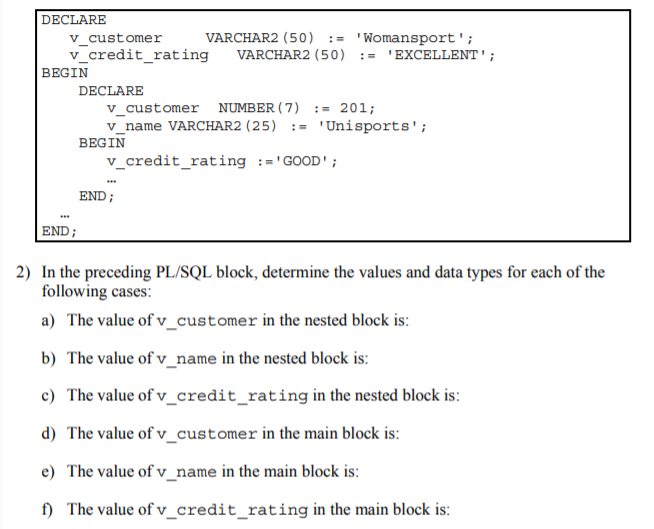 DECLARE
v_customer VARCHAR2(50) := 'Womansport';
v_credit_rating VARCHAR2(50) := 'EXCELLENT';
BEGIN
DECLARE
v_customer NUMBER(7) := 201;
v_name VARCHAR2(25) := 'Unisports';
BEGIN
v_credit_rating :='GOOD';
…
END;
…
END;
2) In the preceding PL/SQL block, determine the values and data types for each of the
following cases:
a) The value of v_customer in the nested block is:
b) The value of v_name in the nested block is:
c) The value of v_credit_rating in the nested block is:
d) The value of v_customer in the main block is:
e) The value of v_name in the main block is:
f) The value of v_credit_rating in the main block is: